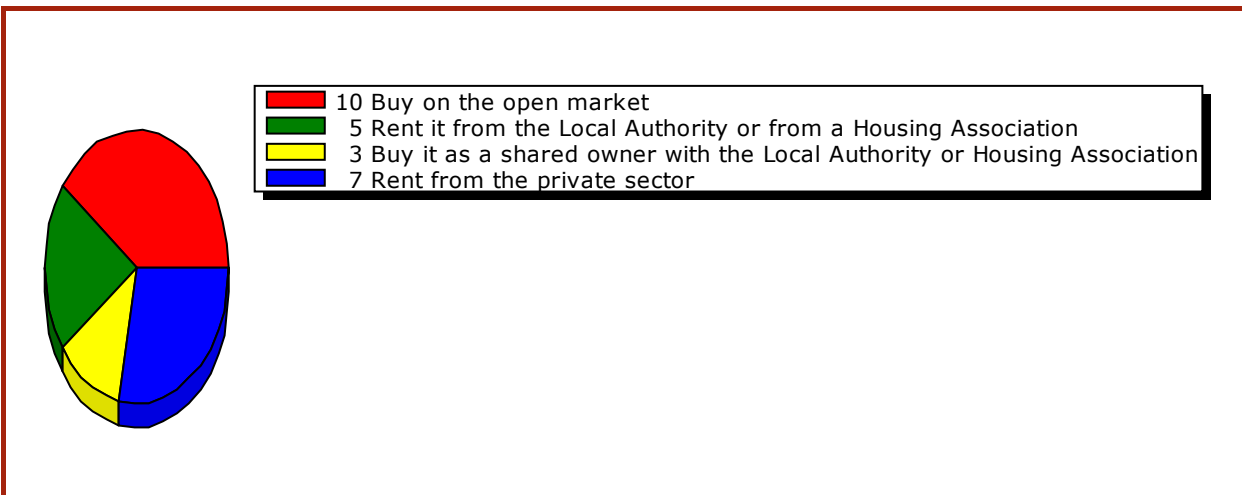 10 Buy on the open market
5 Rent it from the Local Authority or from a Housing Association
3 Buy it as a shared owner with the Local Authority or Housing Association
7 Rent from the private sector